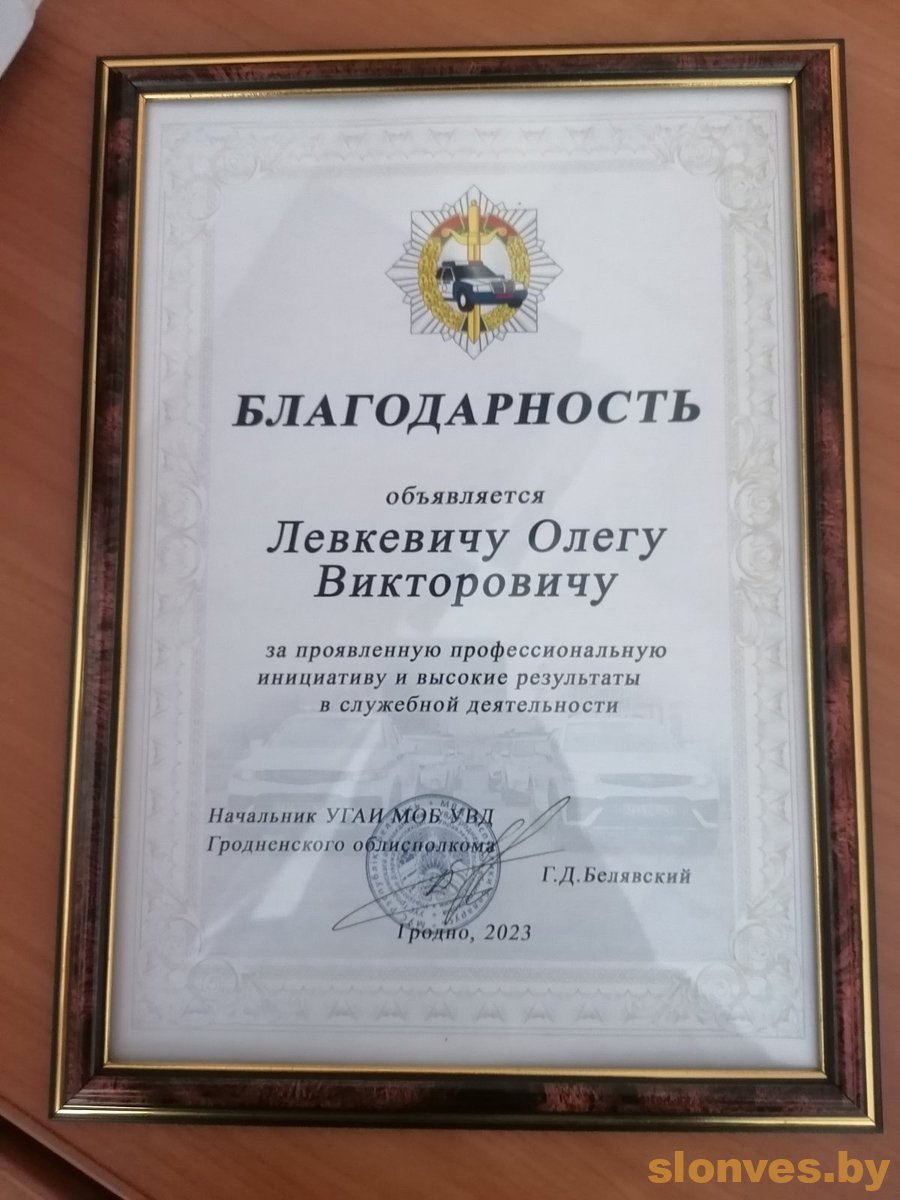 БЛАГОДАРНОСТЬ
объявляется
Левкевичу Олегу
Викторовичу
за проявленную профессиональную
инициативу и высокие результаты
в служебной деятельности
Начальник УГАИ МОБ УВД
Гродненского облисполкома
Г.Д.Белявский
Гродно, 2023
slonves.by